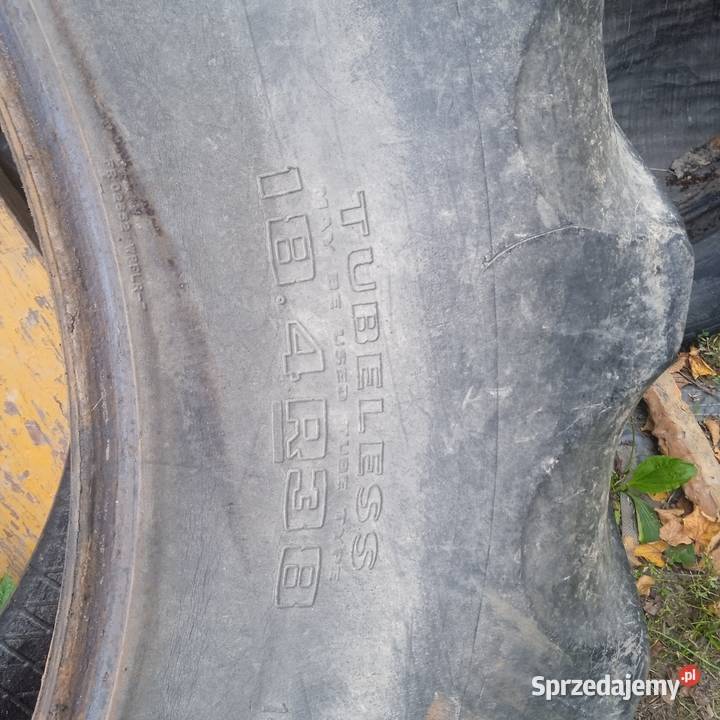 TUBELESS
MAY BE USED TUBE TYPE
18.4R38
Sprzedajemy.pl